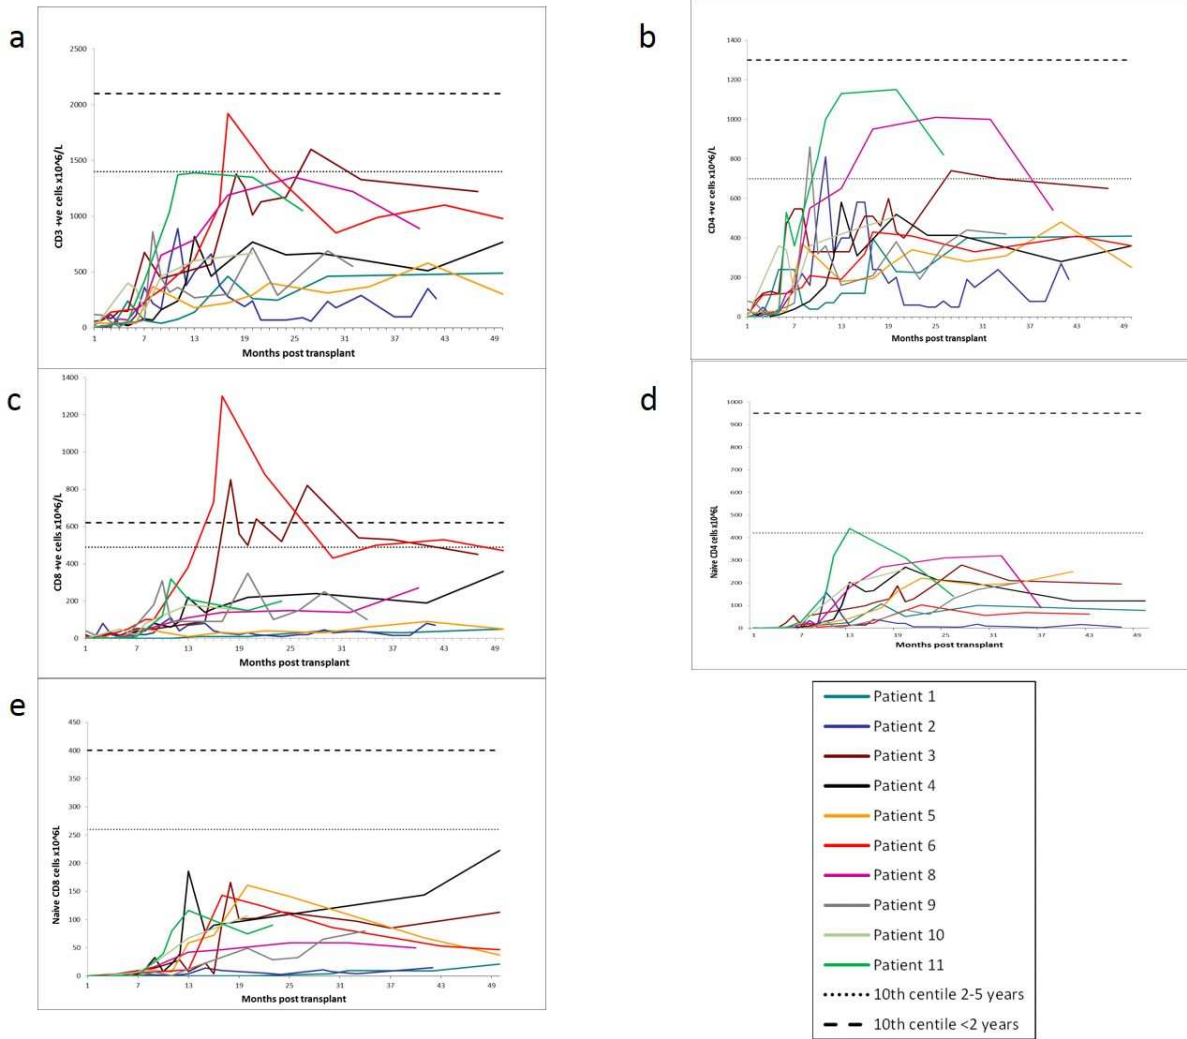 a
2500
2000
1500
1000
500
0
CD3 +ve cells x10^6/L
1 7 13 19 25 31 37 43 49
Months post transplant
b
1400
1200
1000
800
600
400
200
0
CD4 +ve cells x10^6/L
1 7 13 19 25 31 37 43 49
Months post transplant
c
1400
1200
1000
800
600
400
200
0
CD8 +ve cells x10^6/L
1 7 13 19 25 31 37 43 49
Months post transplant
d
1000
900
800
700
600
500
400
300
200
100
0
Naive CD4 cells x10^6L
1 7 13 19 25 31 37 43 49
Months post transplant
e
450
400
350
300
250
200
150
100
50
0
Naive CD8 cells x10^6L
1 7 13 19 25 31 37 43 49
Months post transplant
Patient 1
Patient 2
Patient 3
Patient 4
Patient 5
Patient 6
Patient 8
Patient 9
Patient 10
Patient 11
10th centile 2-5 years
10th centile <2 years